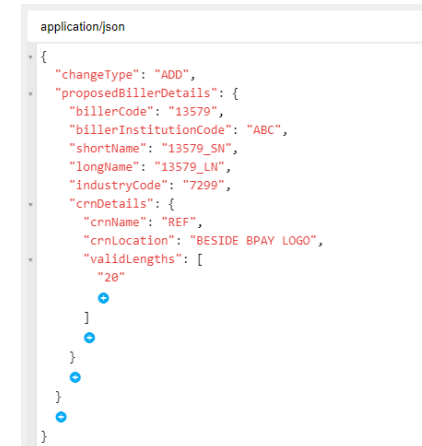 application/json
{
"changeType": "ADD",
"proposedBillerDetails": {
"billerCode": "13579",
"billerInstitutionCode": "ABC",
"shortName": "13579_SN",
"longName": "13579_LN",
"industryCode": "7299",
"crnDetails": {
"crnName": "REF",
"crnLocation": "BESIDE BPAY LOGO",
"validLengths": [
"20"
]
}
}
}